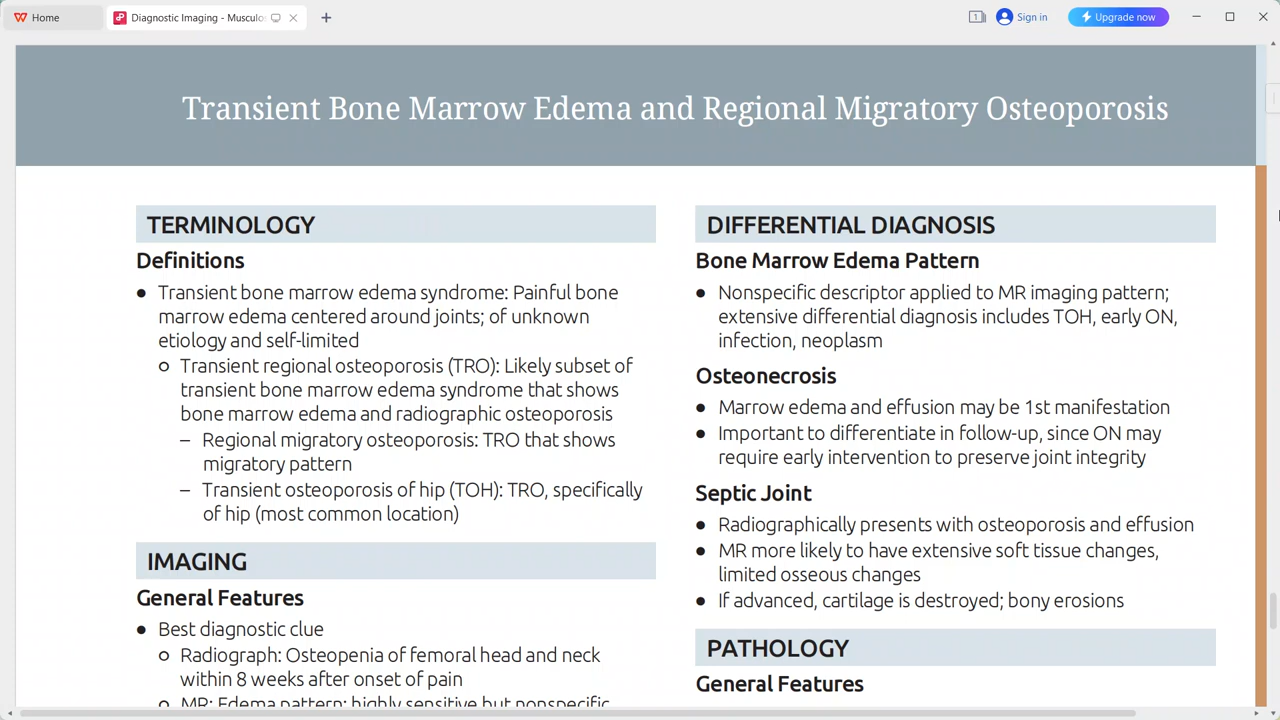 Home
Diagnostic Imaging - Musculos
1
Sign in
Upgrade now
Transient Bone Marrow Edema and Regional Migratory Osteoporosis
TERMINOLOGY
Definitions
● Transient bone marrow edema syndrome: Painful bone
marrow edema centered around joints; of unknown
etiology and self-limited
○ Transient regional osteoporosis (TRO): Likely subset of
transient bone marrow edema syndrome that shows
bone marrow edema and radiographic osteoporosis
– Regional migratory osteoporosis: TRO that shows
migratory pattern
– Transient osteoporosis of hip (TOH): TRO, specifically
of hip (most common location)
IMAGING
General Features
● Best diagnostic clue
○ Radiograph: Osteopenia of femoral head and neck
within 8 weeks after onset of pain
○ MR: Edema pattern; highly sensitive but nonspecific
DIFFERENTIAL DIAGNOSIS
Bone Marrow Edema Pattern
● Nonspecific descriptor applied to MR imaging pattern;
extensive differential diagnosis includes TOH, early ON,
infection, neoplasm
Osteonecrosis
● Marrow edema and effusion may be 1st manifestation
● Important to differentiate in follow-up, since ON may
require early intervention to preserve joint integrity
Septic Joint
● Radiographically presents with osteoporosis and effusion
● MR more likely to have extensive soft tissue changes,
limited osseous changes
● If advanced, cartilage is destroyed; bony erosions
PATHOLOGY
General Features